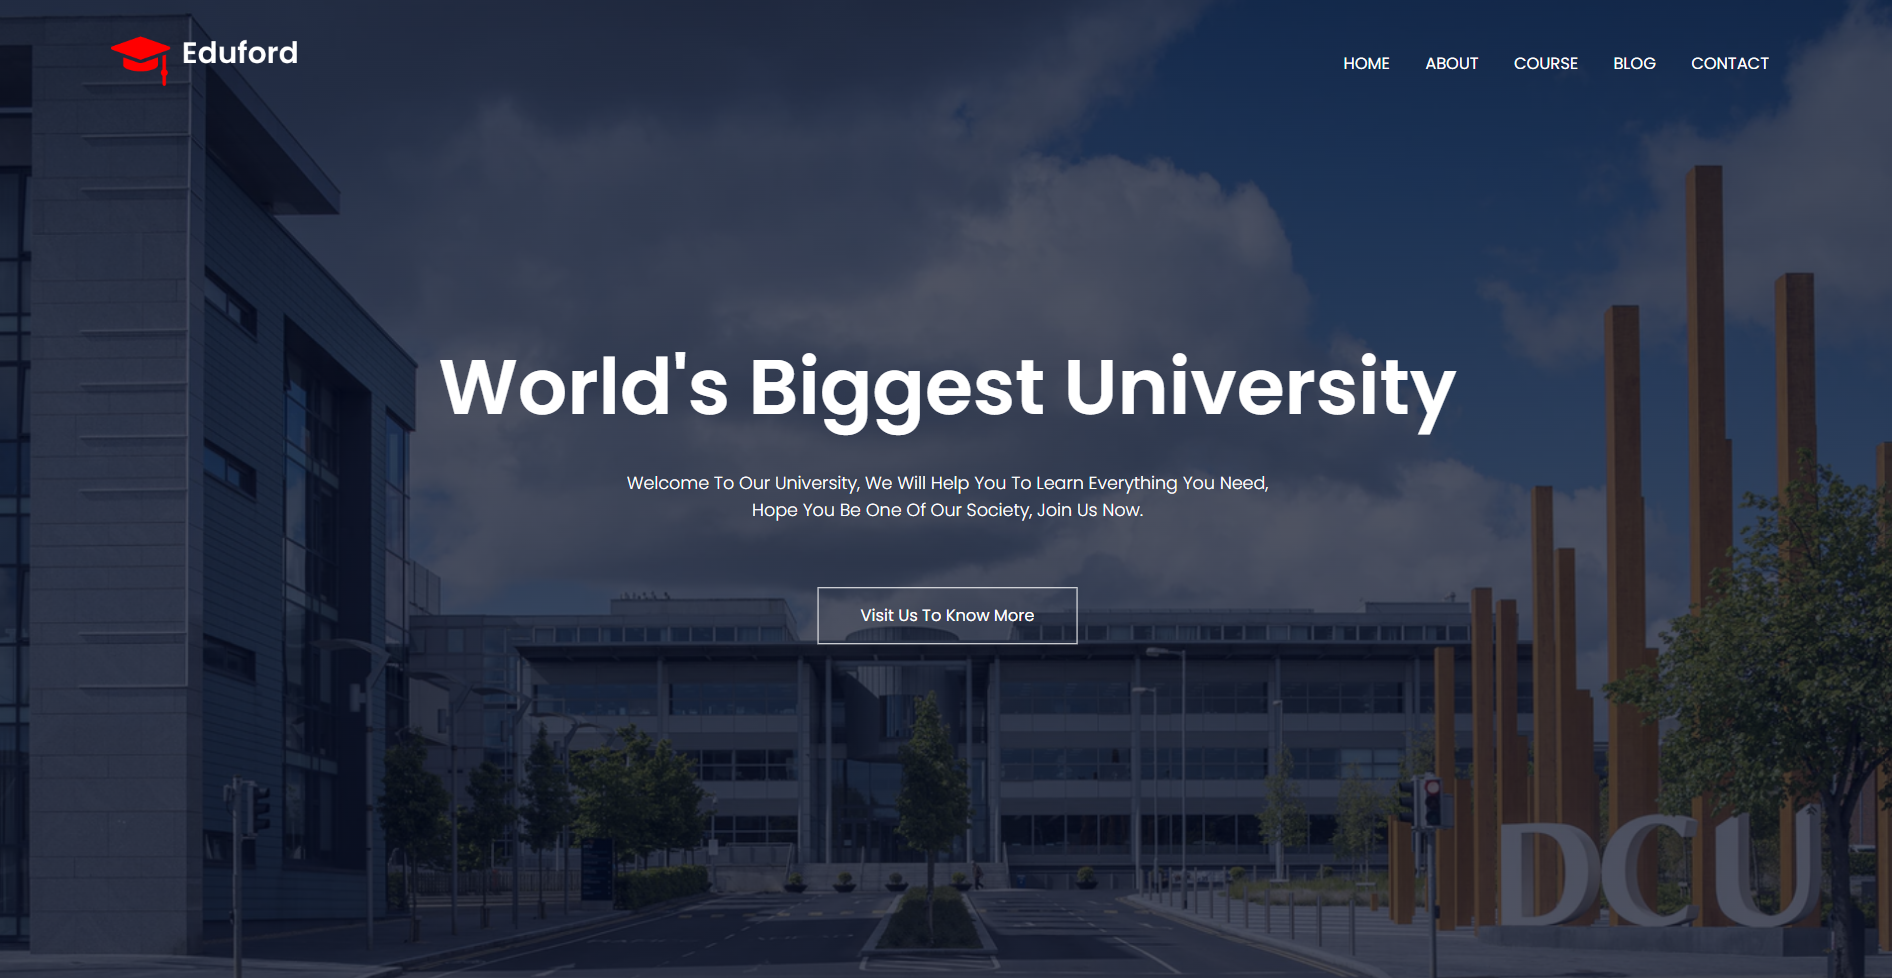 Eduford
HOME ABOUT COURSE BLOG CONTACT
World's Biggest University
Welcome To Our University, We Will Help You To Learn Everything You Need,
Hope You Be One Of Our Society, Join Us Now.
Visit Us To Know More
DCU